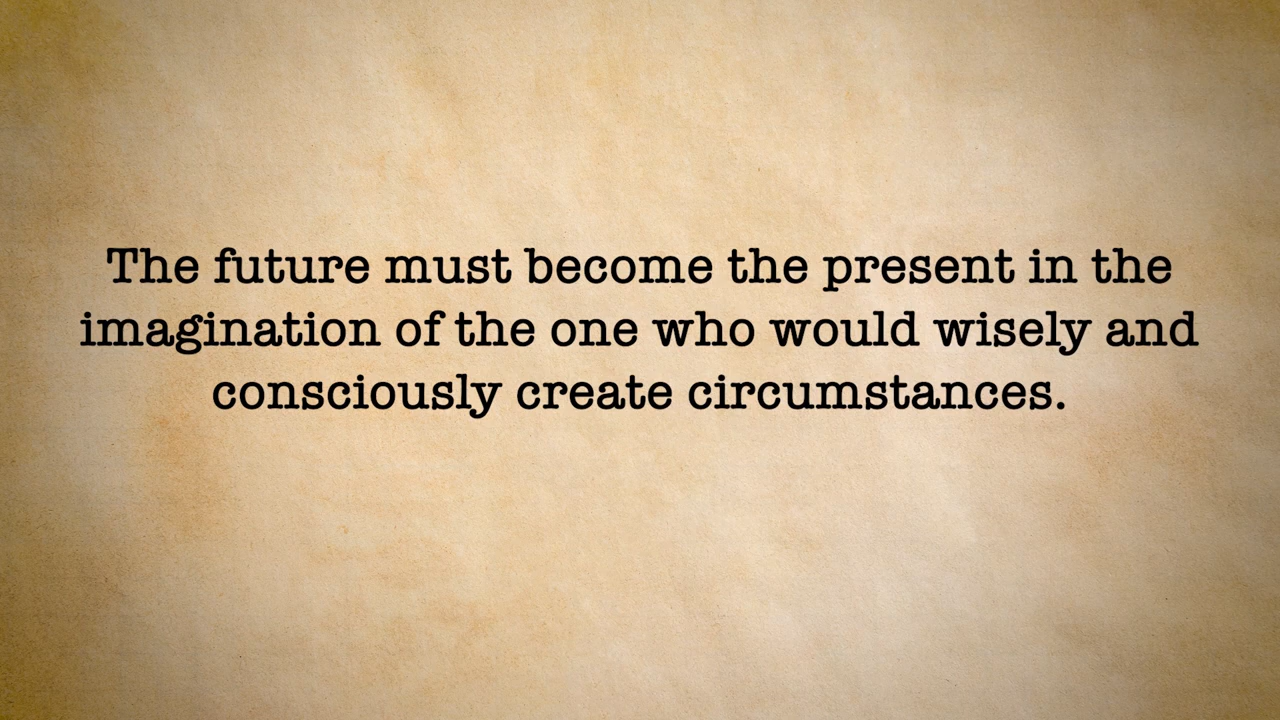 The future must become the present in the
imagination of the one who would wisely and
consciously create circumstances.